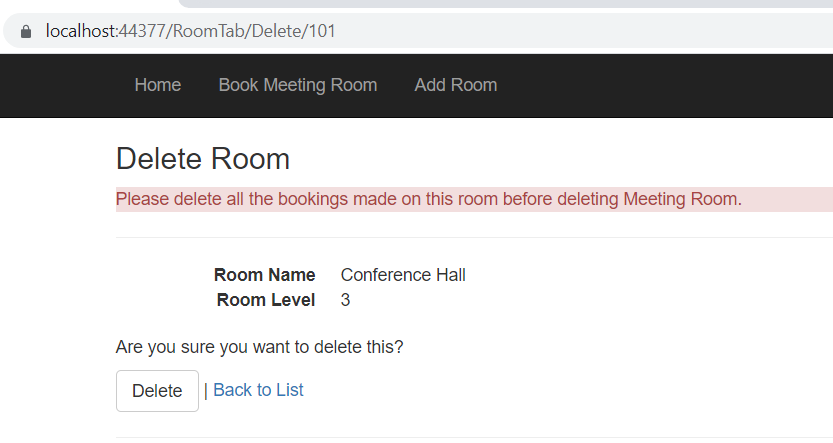 localhost:44377/RoomTab/Delete/101
Home Book Meeting Room Add Room
Delete Room
Please delete all the bookings made on this room before deleting Meeting Room.
Room Name Conference Hall
Room Level 3
Are you sure you want to delete this?
Delete | Back to List